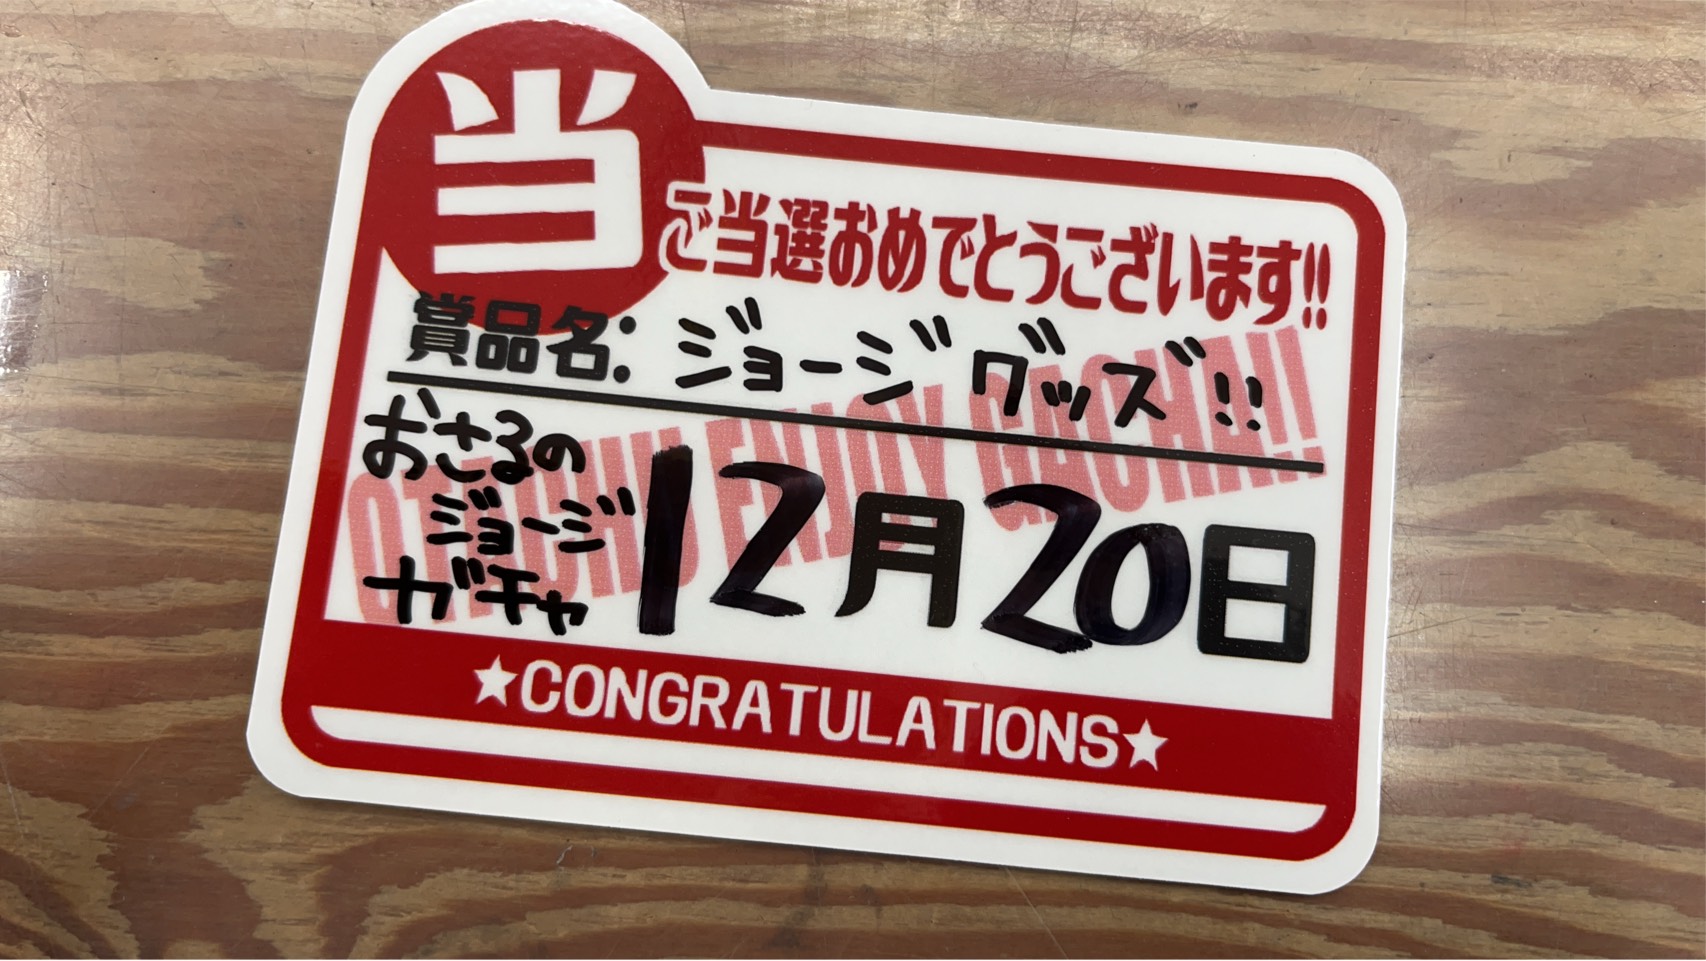 当
ご当選おめでとうございます!!
賞品名: ジョージグッズ!!
おさるの
ジョージ
ガチャ
12月20日
OTACHU ENJOY GACHA!!!
★CONGRATULATIONS★